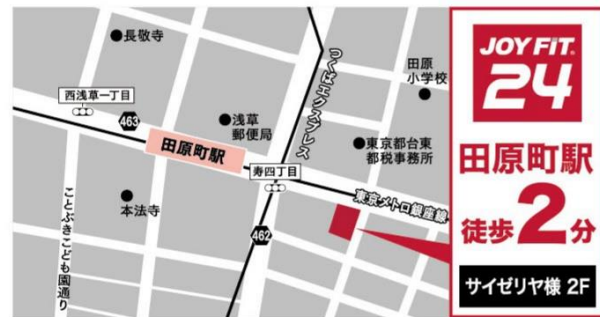 長敬寺
西浅草一丁目
463
浅草
郵便局
田原町駅
つくばエクスプレス
田原
小学校
東京都台東
都税事務所
寿四丁目
東京メトロ銀座線
本法寺
ことぶきこども園通り
462
JOYFIT.
24
田原町駅
徒歩2分
サイゼリヤ様 2F